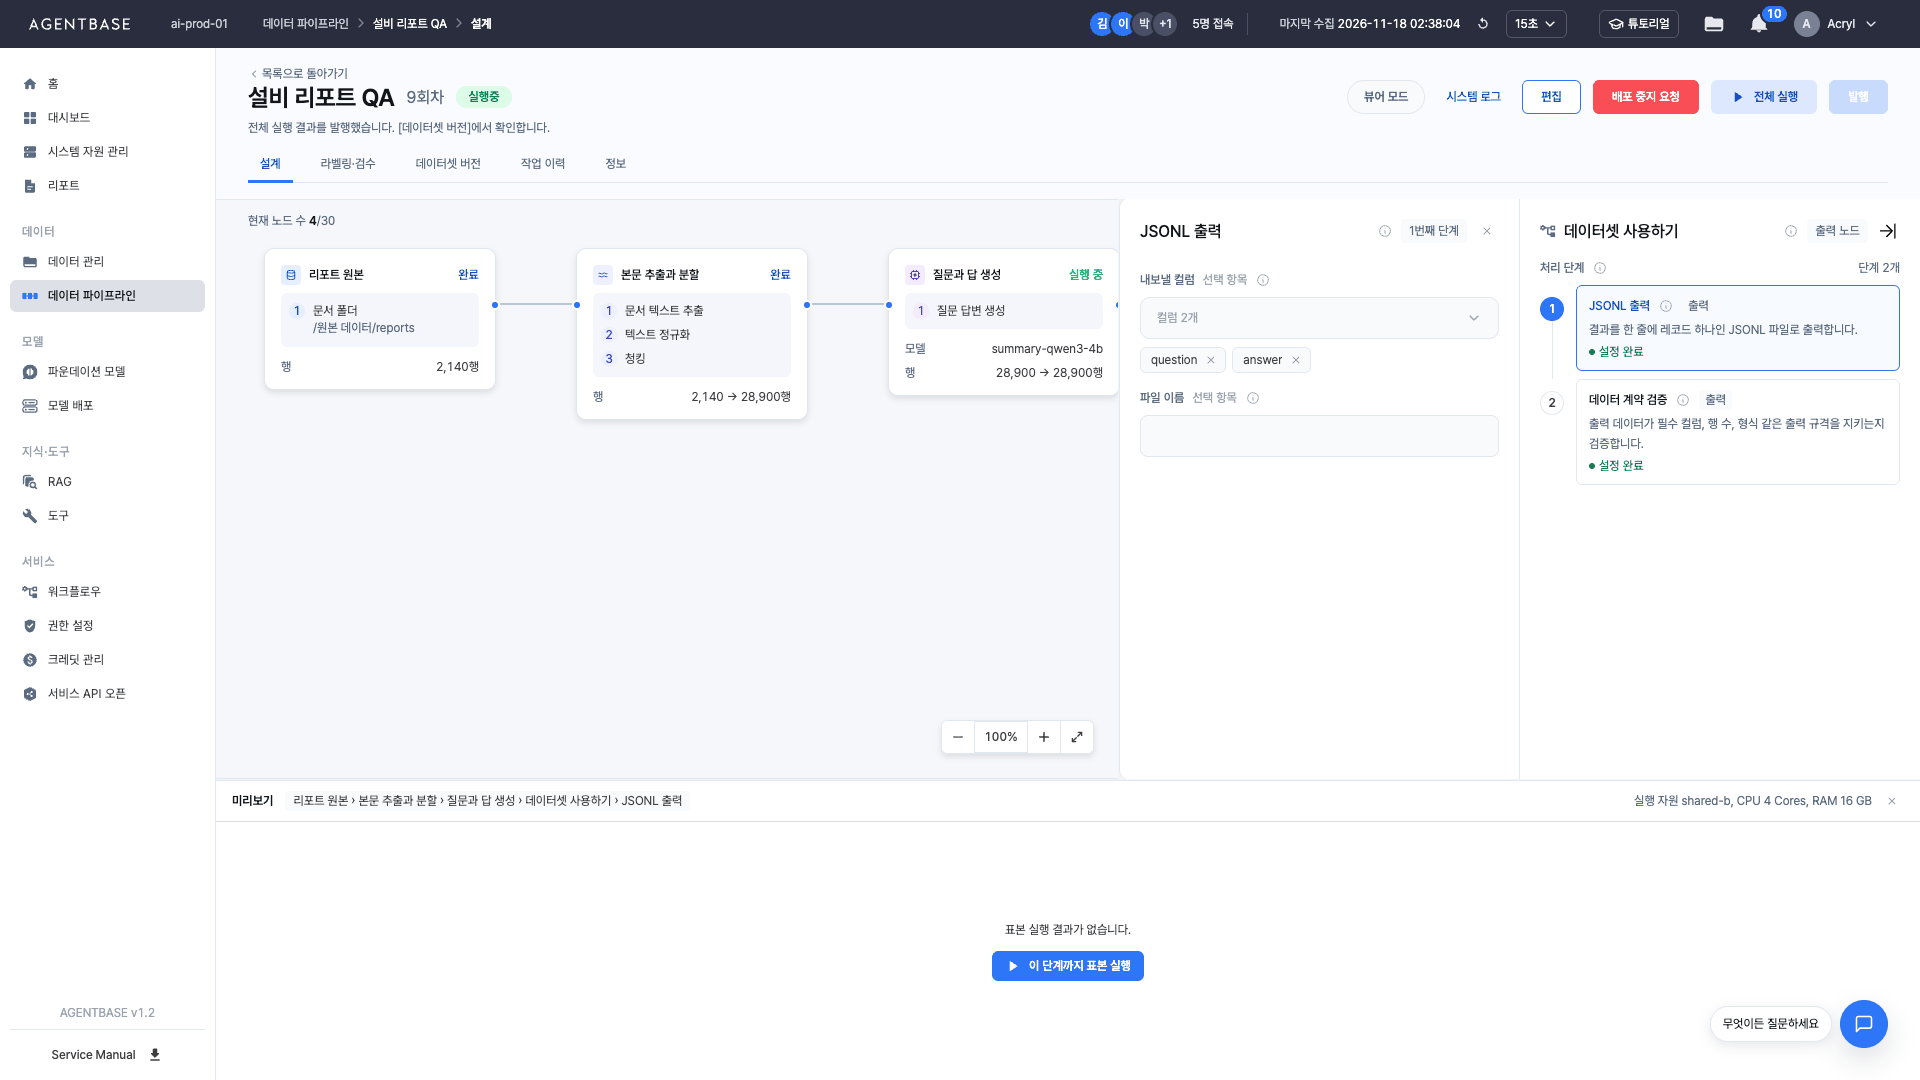 AGENTBASE
ai-prod-01
데이터 파이프라인 > 설비 리포트 QA > 설계
김 이 박 +1 5명 접속
마지막 수집 2026-11-18 02:38:04
15초
튜토리얼
10
A Acryl
홈
대시보드
시스템 자원 관리
리포트
데이터
데이터 관리
데이터 파이프라인
모델
파운데이션 모델
모델 배포
지식·도구
RAG
도구
서비스
워크플로우
권한 설정
크레딧 관리
서비스 API 오픈
AGENTBASE v1.2
Service Manual
목록으로 돌아가기
설비 리포트 QA 9회차 실행중
전체 실행 결과를 발행했습니다. [데이터셋 버전]에서 확인합니다.
뷰어 모드
시스템 로그
편집
배포 중지 요청
전체 실행
발행
설계
라벨링·검수
데이터셋 버전
작업 이력
정보
현재 노드 수 4/30
리포트 원본 완료
1 문서 폴더
/원본 데이터/reports
행 2,140행
본문 추출과 분할 완료
1 문서 텍스트 추출
2 텍스트 정규화
3 청킹
행 2,140 → 28,900행
질문과 답 생성 실행 중
1 질문 답변 생성
모델 summary-qwen3-4b
행 28,900 → 28,900행
100%
JSONL 출력 1번째 단계
내보낼 컬럼 선택 항목
컬럼 2개
question answer
파일 이름 선택 항목
데이터셋 사용하기 출력 노드
처리 단계 단계 2개
1 JSONL 출력 출력
결과를 한 줄에 레코드 하나인 JSONL 파일로 출력합니다.
설정 완료
2 데이터 계약 검증 출력
출력 데이터가 필수 컬럼, 행 수, 형식 같은 출력 규격을 지키는지
검증합니다.
설정 완료
미리보기 리포트 원본 › 본문 추출과 분할 › 질문과 답 생성 › 데이터셋 사용하기 › JSONL 출력
실행 자원 shared-b, CPU 4 Cores, RAM 16 GB
표본 실행 결과가 없습니다.
이 단계까지 표본 실행
무엇이든 질문하세요